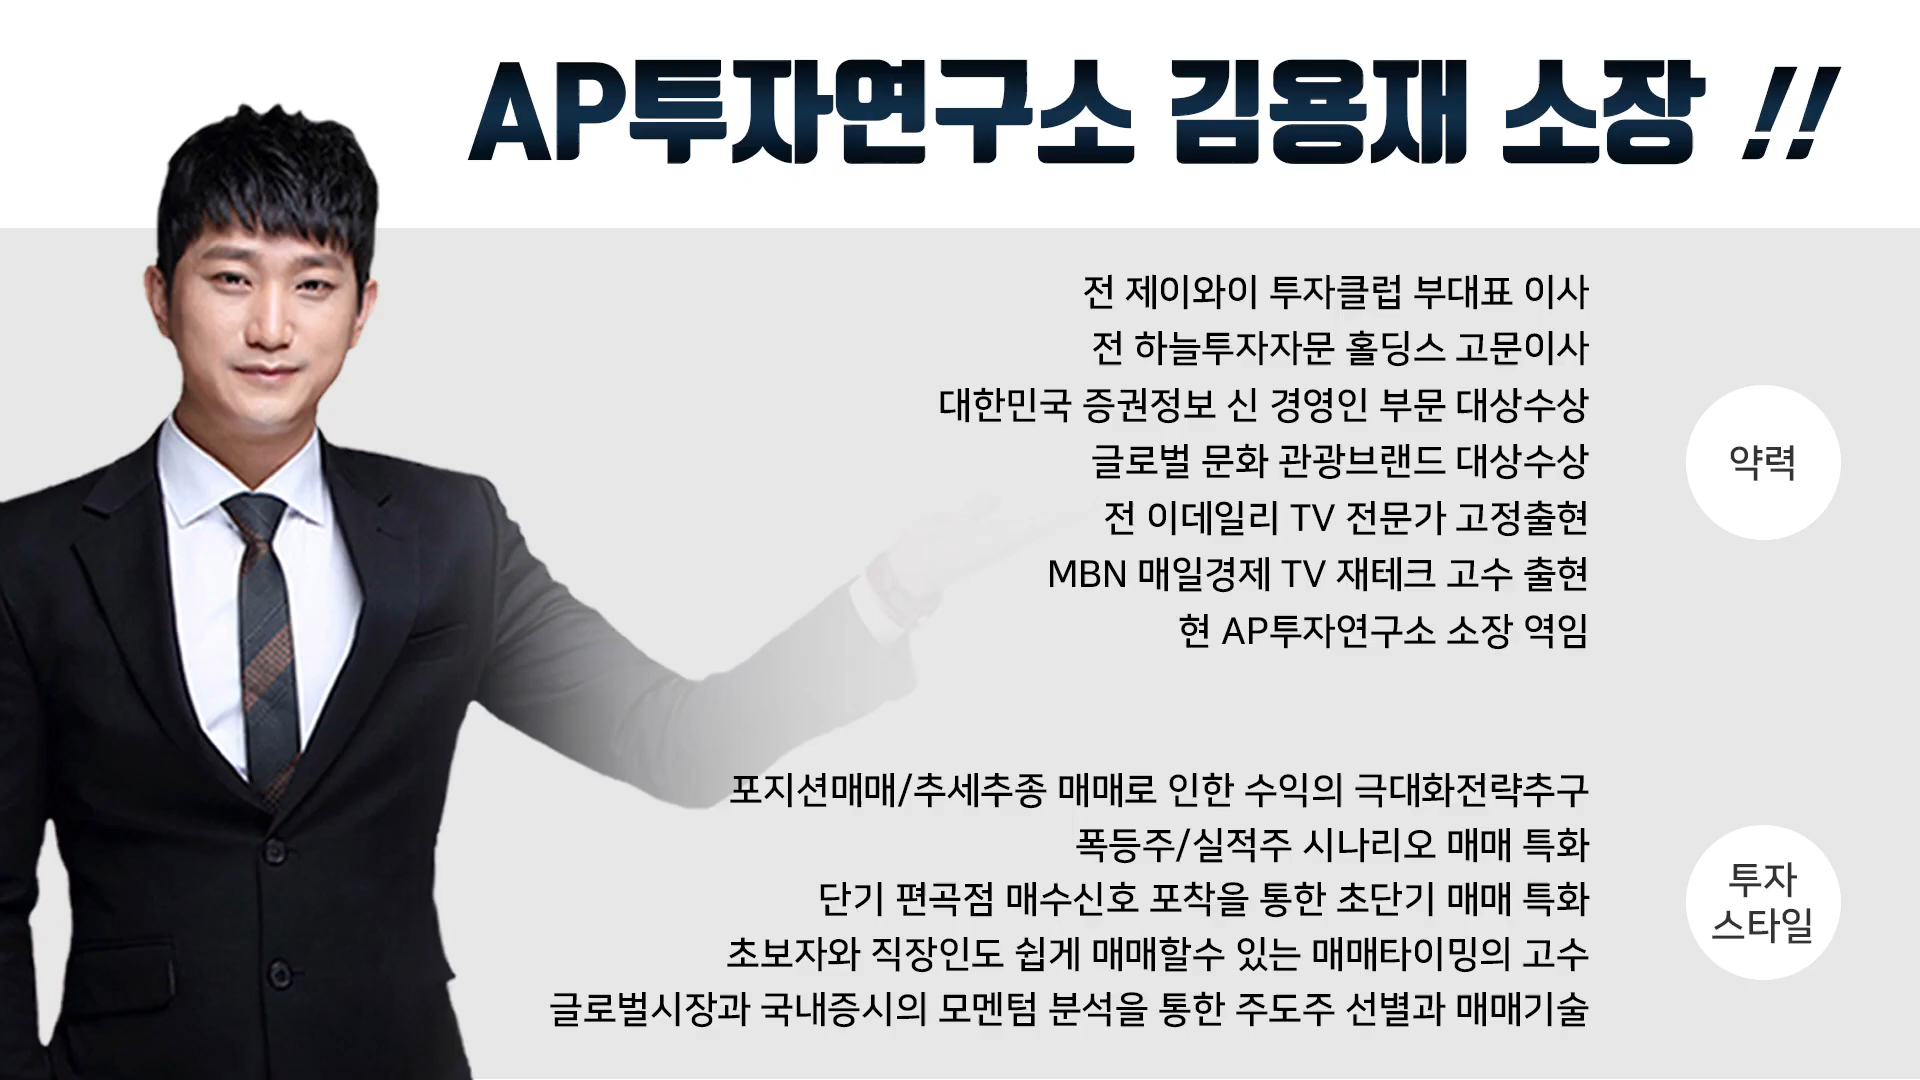 AP투자연구소 김용재 소장 !!
전 제이와이 투자클럽 부대표 이사
전 하늘투자자문 홀딩스 고문이사
대한민국 증권정보 신 경영인 부문 대상수상
글로벌 문화 관광브랜드 대상수상
전 이데일리 TV 전문가 고정출현
MBN 매일경제 TV 재테크 고수 출현
현 AP투자연구소 소장 역임
약력
포지션매매/추세추종 매매로 인한 수익의 극대화전략추구
폭등주/실적주 시나리오 매매 특화
단기 편곡점 매수신호 포착을 통한 초단기 매매 특화
초보자와 직장인도 쉽게 매매할수 있는 매매타이밍의 고수
글로벌시장과 국내증시의 모멘텀 분석을 통한 주도주 선별과 매매기술
투자
스타일